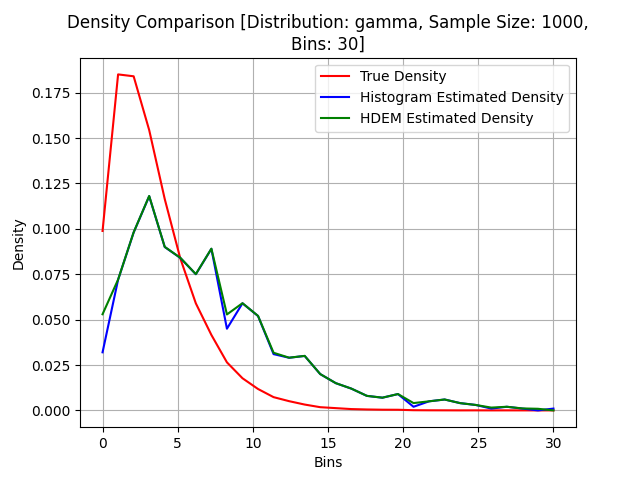 Density Comparison [Distribution: gamma, Sample Size: 1000,
Bins: 30]
True Density
Histogram Estimated Density
HDEM Estimated Density
Density
0.175
0.150
0.125
0.100
0.075
0.050
0.025
0.000
0 5 10 15 20 25 30
Bins